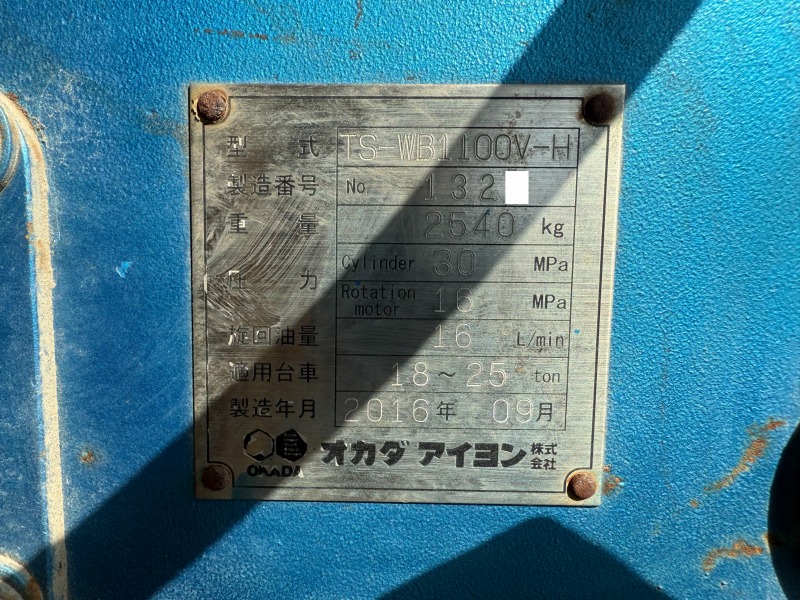 型式 TS-WB1100V-H
製造番号 No. 132
重量 2540 kg
圧力 Cylinder 30 MPa
Rotation motor 16 MPa
旋回油量 16 L/min
適用台車 18~25 ton
製造年月 2016年 09月
OKADA オカダ アイヨン 株式会社